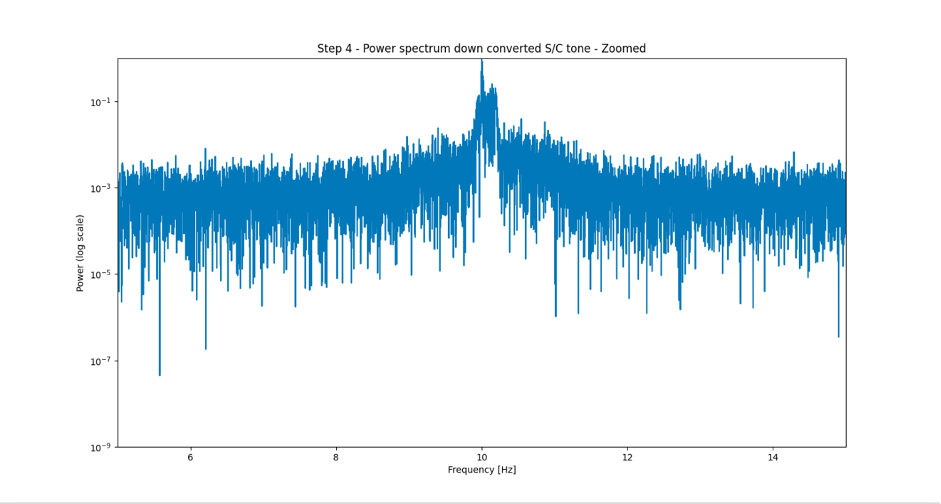 Step 4 - Power spectrum down converted S/C tone - Zoomed
Power (log scale)
10⁻¹
10⁻³
10⁻⁵
10⁻⁷
10⁻⁹
6 8 10 12 14
Frequency [Hz]